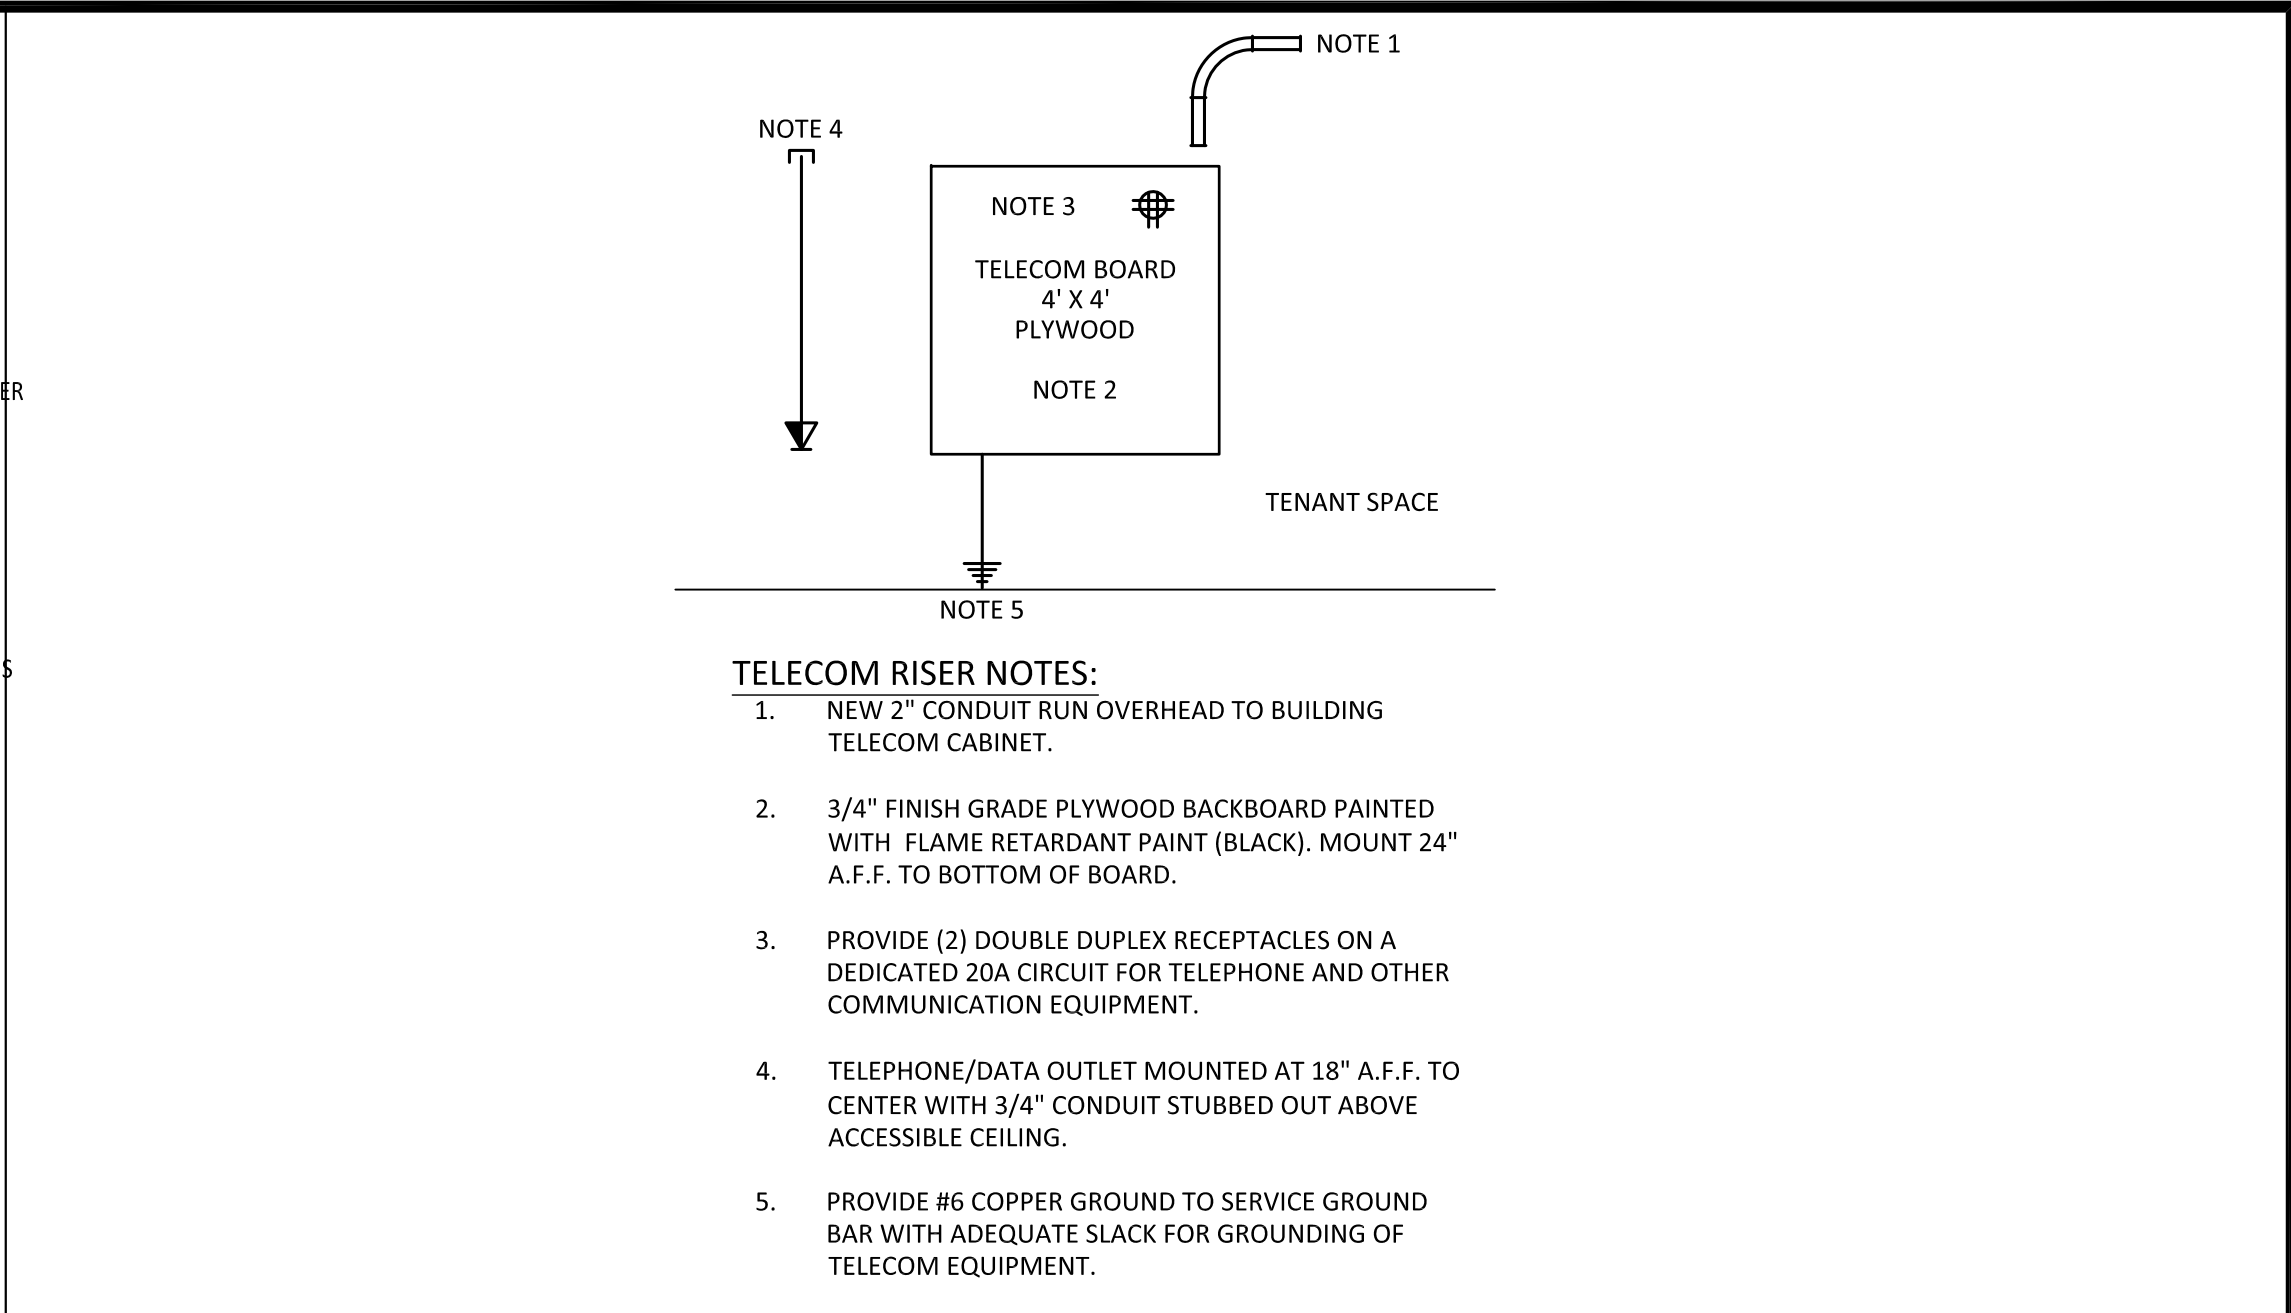 NOTE 1
NOTE 4
NOTE 3
TELECOM BOARD
4' X 4'
PLYWOOD
NOTE 2
ER
TENANT SPACE
NOTE 5
S
TELECOM RISER NOTES:
1. NEW 2" CONDUIT RUN OVERHEAD TO BUILDING
TELECOM CABINET.
2. 3/4" FINISH GRADE PLYWOOD BACKBOARD PAINTED
WITH FLAME RETARDANT PAINT (BLACK). MOUNT 24"
A.F.F. TO BOTTOM OF BOARD.
3. PROVIDE (2) DOUBLE DUPLEX RECEPTACLES ON A
DEDICATED 20A CIRCUIT FOR TELEPHONE AND OTHER
COMMUNICATION EQUIPMENT.
4. TELEPHONE/DATA OUTLET MOUNTED AT 18" A.F.F. TO
CENTER WITH 3/4" CONDUIT STUBBED OUT ABOVE
ACCESSIBLE CEILING.
5. PROVIDE #6 COPPER GROUND TO SERVICE GROUND
BAR WITH ADEQUATE SLACK FOR GROUNDING OF
TELECOM EQUIPMENT.